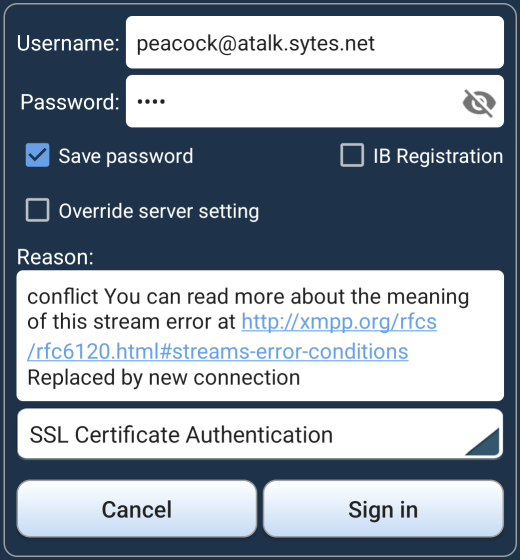 Username: peacock@atalk.sytes.net
Password: ••••
Save password IB Registration
Override server setting
Reason:
conflict You can read more about the meaning
of this stream error at http://xmpp.org/rfcs
/rfc6120.html#streams-error-conditions
Replaced by new connection
SSL Certificate Authentication
Cancel Sign in